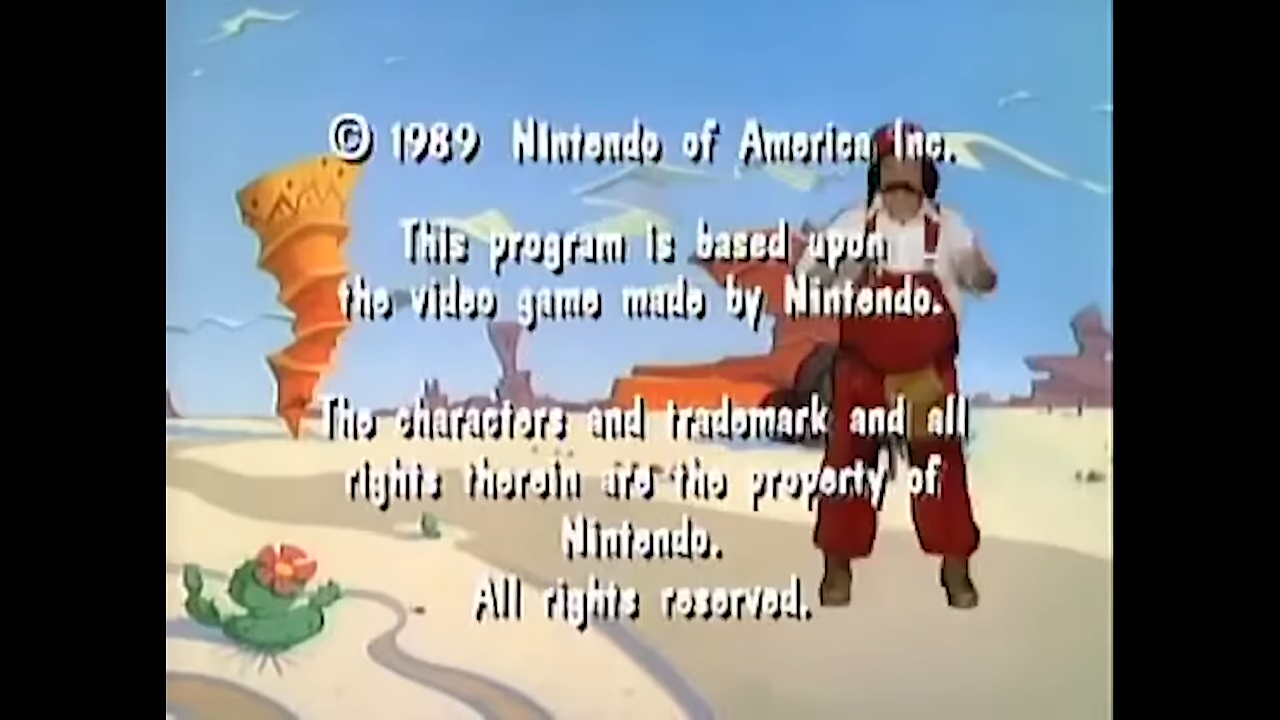 © 1989 Nintendo of America Inc.
This program is based upon
the video game made by Nintendo.
The characters and trademark and all
rights therein are the property of
Nintendo.
All rights reserved.